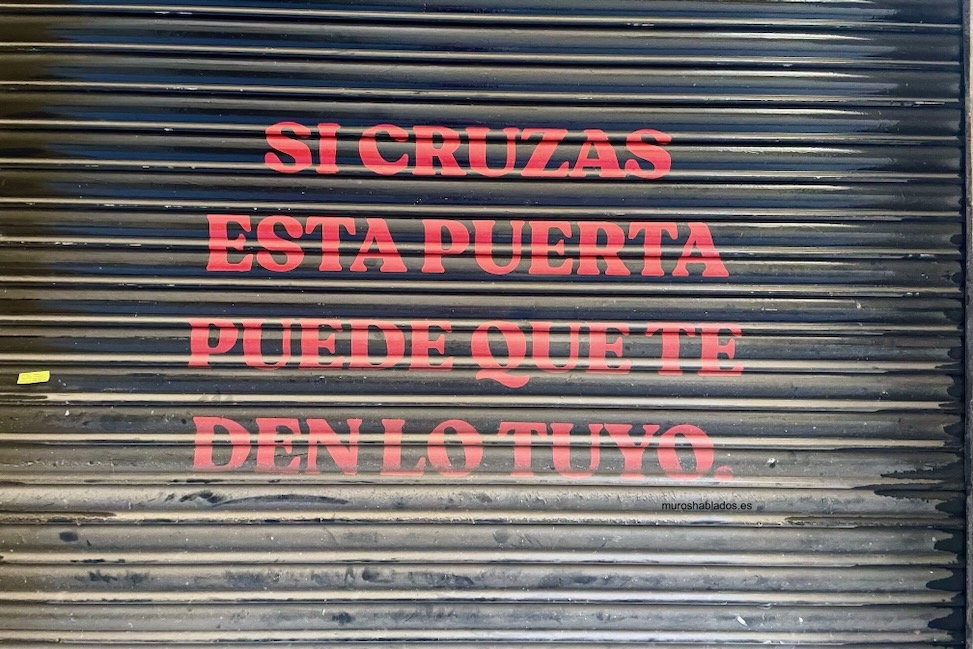 SI CRUZAS
ESTA PUERTA
PUEDE QUE TE
DEN LO TUYO.
muroshablados.es